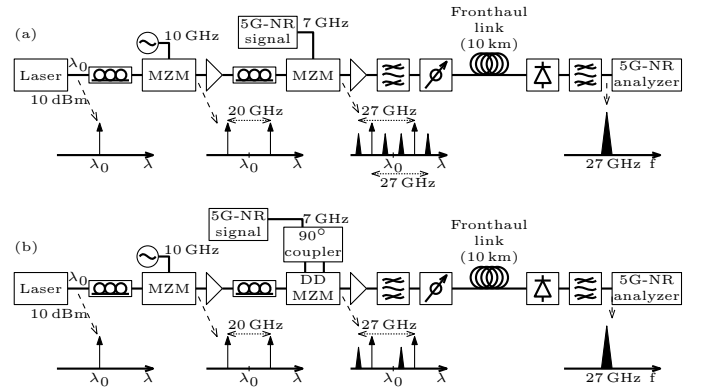 (a)
Laser
10 dBm
λ0
10 GHz
MZM
5G-NR
signal
7 GHz
MZM
Fronthaul
link
(10 km)
5G-NR
analyzer
20 GHz
27 GHz
λ0
λ
λ0
λ
λ0
λ
27 GHz
27 GHz f
(b)
Laser
10 dBm
λ0
10 GHz
MZM
5G-NR
signal
7 GHz
90°
coupler
DD
MZM
Fronthaul
link
(10 km)
5G-NR
analyzer
20 GHz
27 GHz
λ0
λ
λ0
λ
λ0
λ
27 GHz f